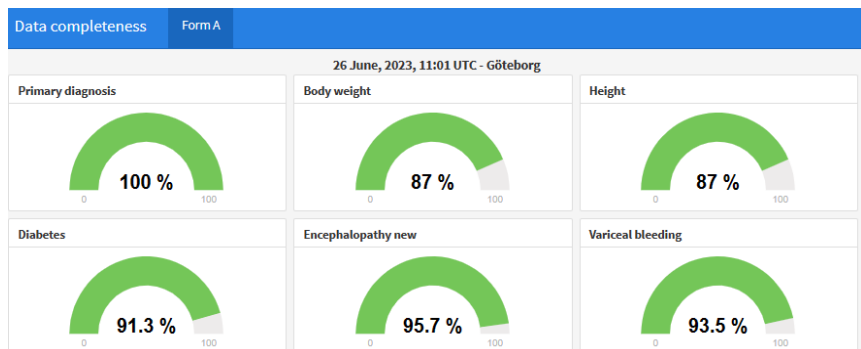 Data completeness Form A
26 June, 2023, 11:01 UTC - Göteborg
Primary diagnosis Body weight Height
100 % 87 % 87 %
0 100 0 100 0 100
Diabetes Encephalopathy new Variceal bleeding
91.3 % 95.7 % 93.5 %
0 100 0 100 0 100